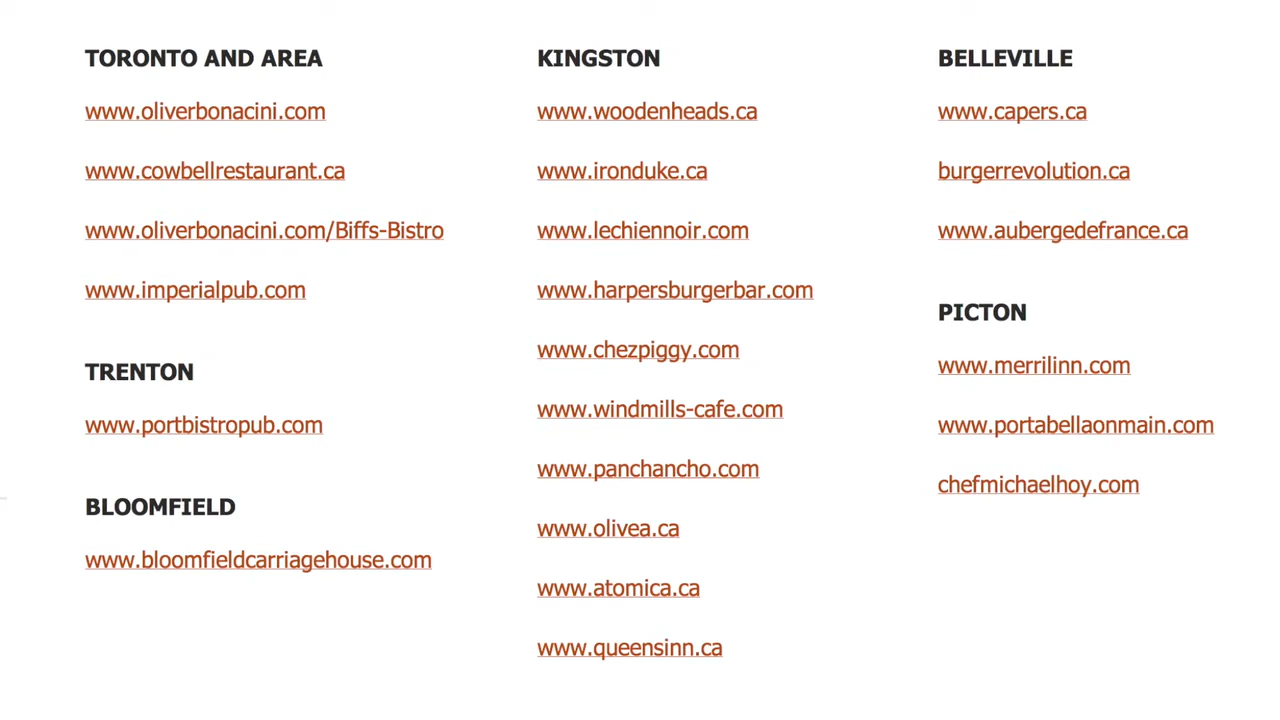 TORONTO AND AREA
www.oliverbonacini.com
www.cowbellrestaurant.ca
www.oliverbonacini.com/Biffs-Bistro
www.imperialpub.com
TRENTON
www.portbistropub.com
BLOOMFIELD
www.bloomfieldcarriagehouse.com
KINGSTON
www.woodenheads.ca
www.ironduke.ca
www.lechiennoir.com
www.harpersburgerbar.com
www.chezpiggy.com
www.windmills-cafe.com
www.panchancho.com
www.olivea.ca
www.atomica.ca
www.queensinn.ca
BELLEVILLE
www.capers.ca
burgerrevolution.ca
www.aubergedefrance.ca
PICTON
www.merrilinn.com
www.portabellaonmain.com
chefmichaelhoy.com